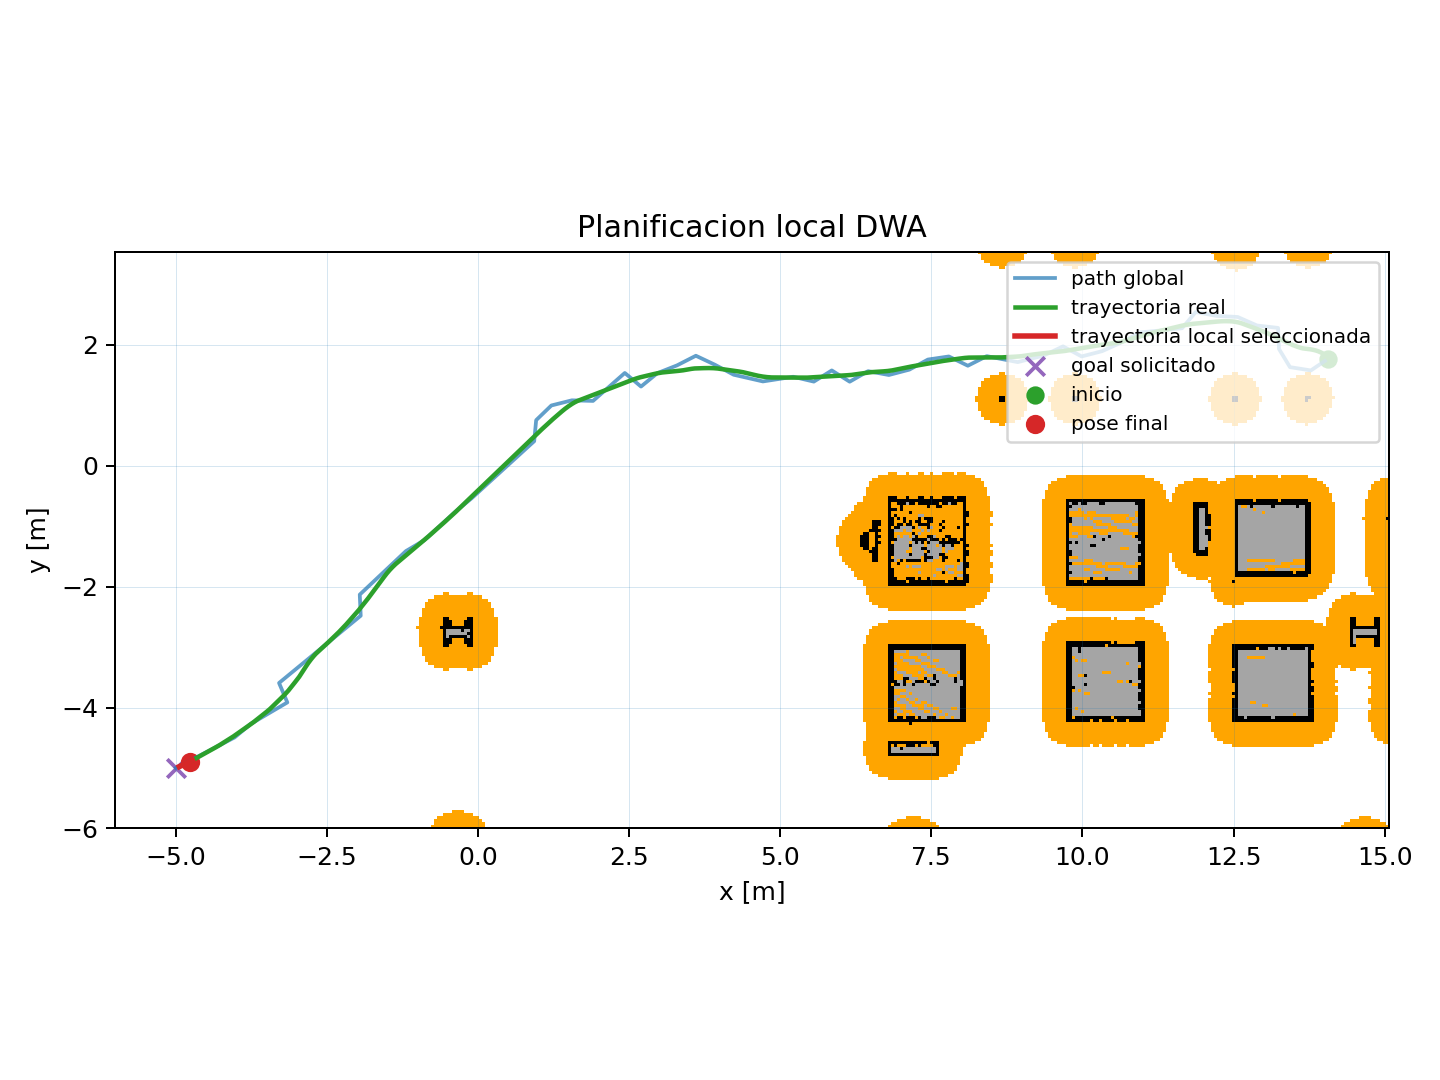 Planificacion local DWA
path global
trayectoria real
trayectoria local seleccionada
goal solicitado
inicio
pose final
y [m]
2
0
−2
−4
−6
−5.0 −2.5 0.0 2.5 5.0 7.5 10.0 12.5 15.0
x [m]